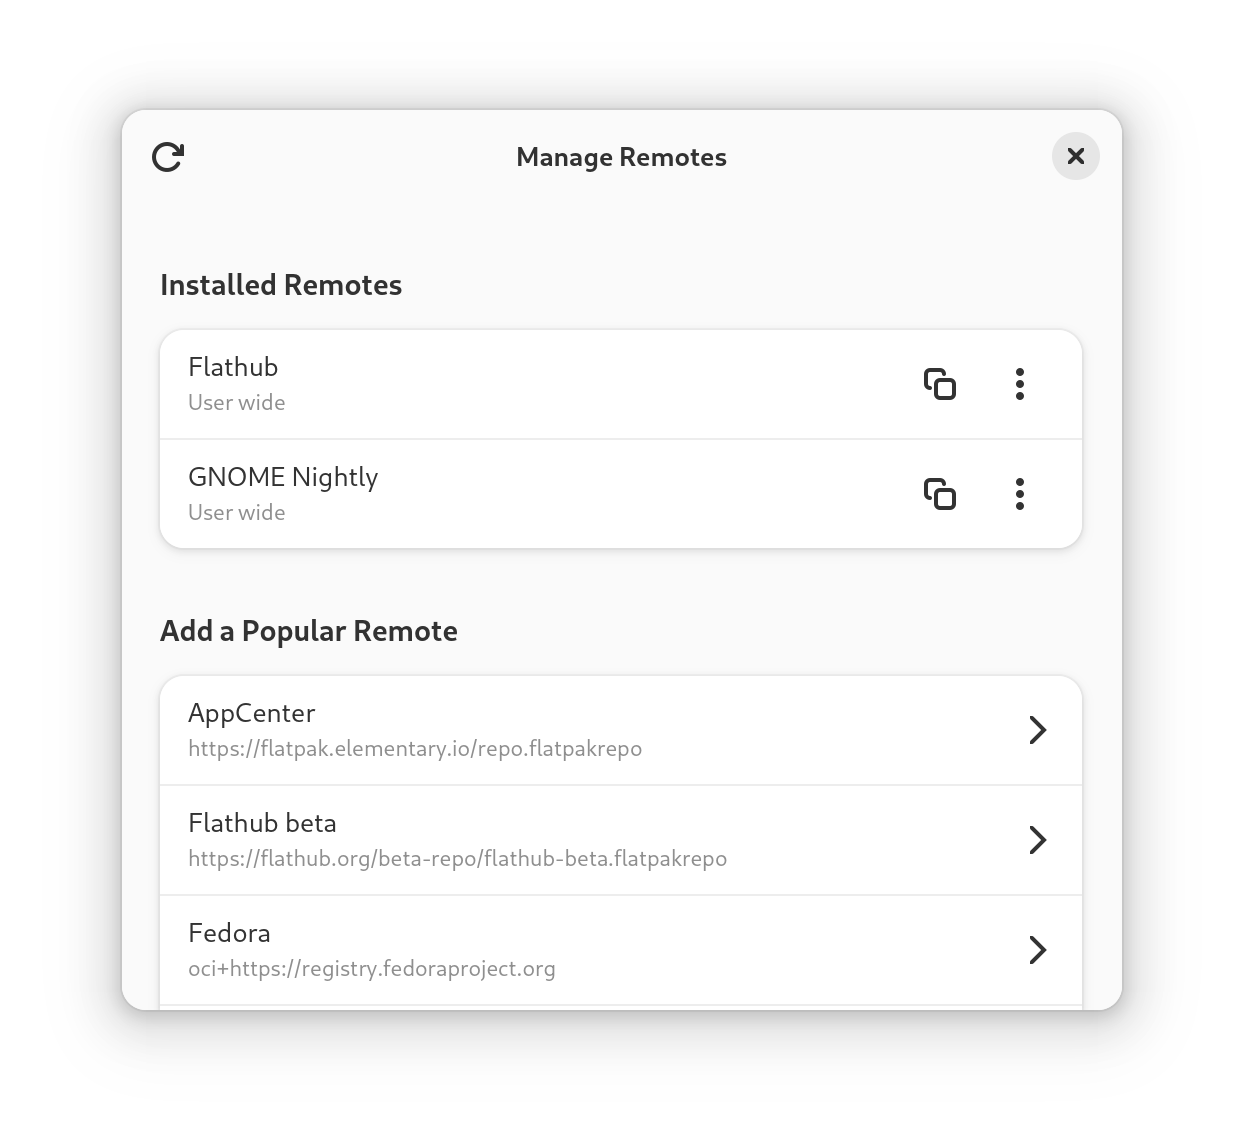 Manage Remotes
Installed Remotes
Flathub
User wide
GNOME Nightly
User wide
Add a Popular Remote
AppCenter
https://flatpak.elementary.io/repo.flatpakrepo
Flathub beta
https://flathub.org/beta-repo/flathub-beta.flatpakrepo
Fedora
oci+https://registry.fedoraproject.org